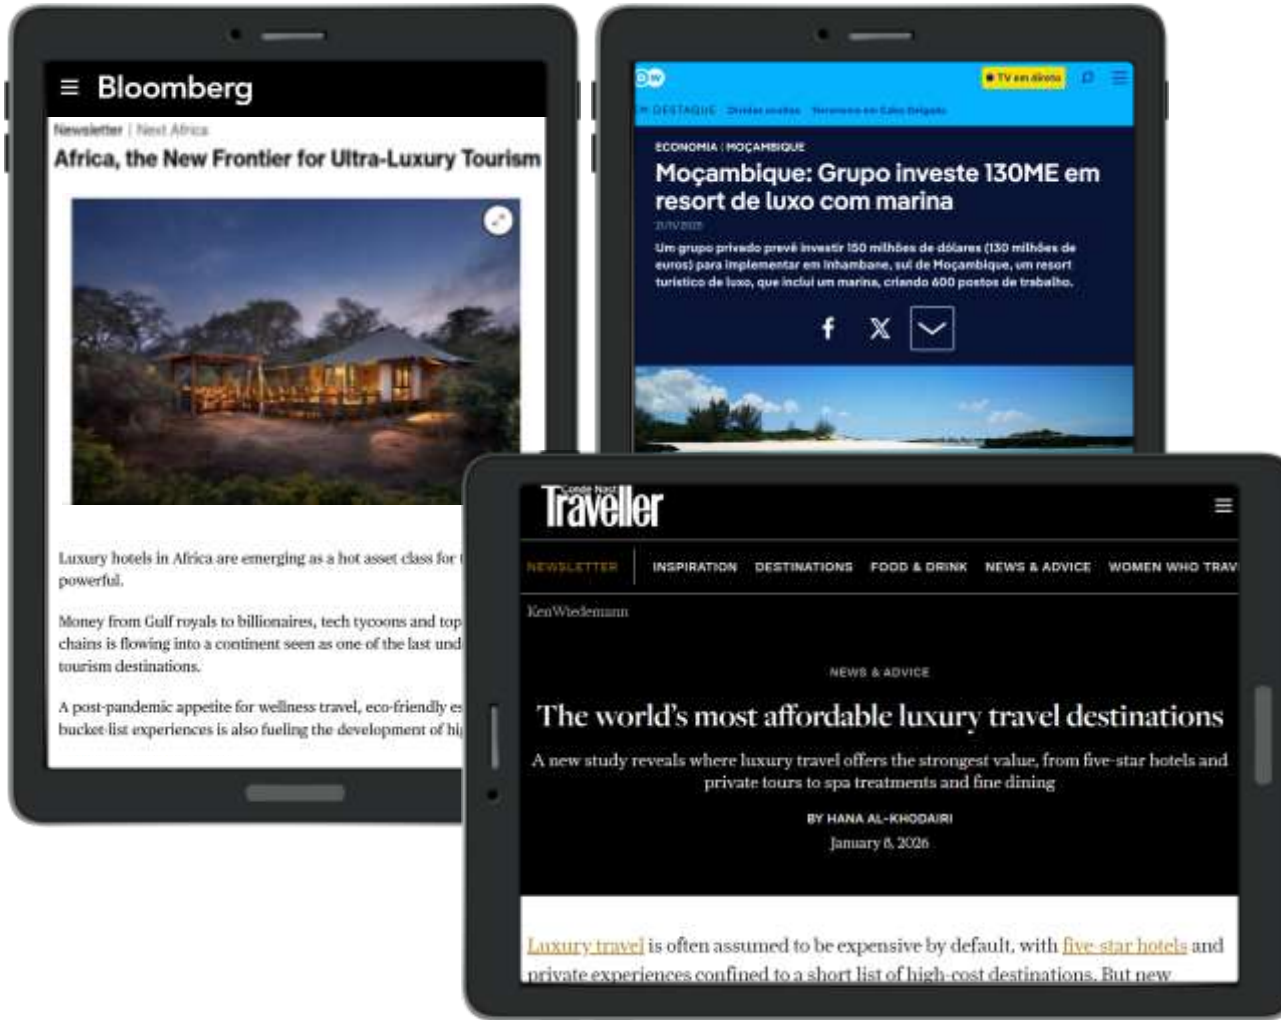 Bloomberg
Newsletter | Next Africa
Africa, the New Frontier for Ultra-Luxury Tourism
Luxury hotels in Africa are emerging as a hot asset class for
powerful.
Money from Gulf royals to billionaires, tech tycoons and top
chains is flowing into a continent seen as one of the last
tourism destinations.
A post-pandemic appetite for wellness travel, eco-friendly
bucket-list experiences is also fueling the development of
DW
TV em direto
DESTAQUE Dívidas ocultas Terrorismo em Cabo Delgado
ECONOMIA | MOÇAMBIQUE
Moçambique: Grupo investe 130ME em
resort de luxo com marina
Um grupo privado prevê investir 150 milhões de dólares (130 milhões de
euros) para implementar em Inhambane, sul de Moçambique, um resort
turístico de luxo, que inclui um marina, criando 600 postos de trabalho.
Condé Nast
Traveller
NEWSLETTER INSPIRATION DESTINATIONS FOOD & DRINK NEWS & ADVICE WOMEN WHO TRAV
KenWiedemann
NEWS & ADVICE
The world's most affordable luxury travel destinations
A new study reveals where luxury travel offers the strongest value, from five-star hotels and
private tours to spa treatments and fine dining
BY HANA AL-KHODAIRI
January 8, 2026
Luxury travel is often assumed to be expensive by default, with five-star hotels and
private experiences confined to a short list of high-cost destinations. But new